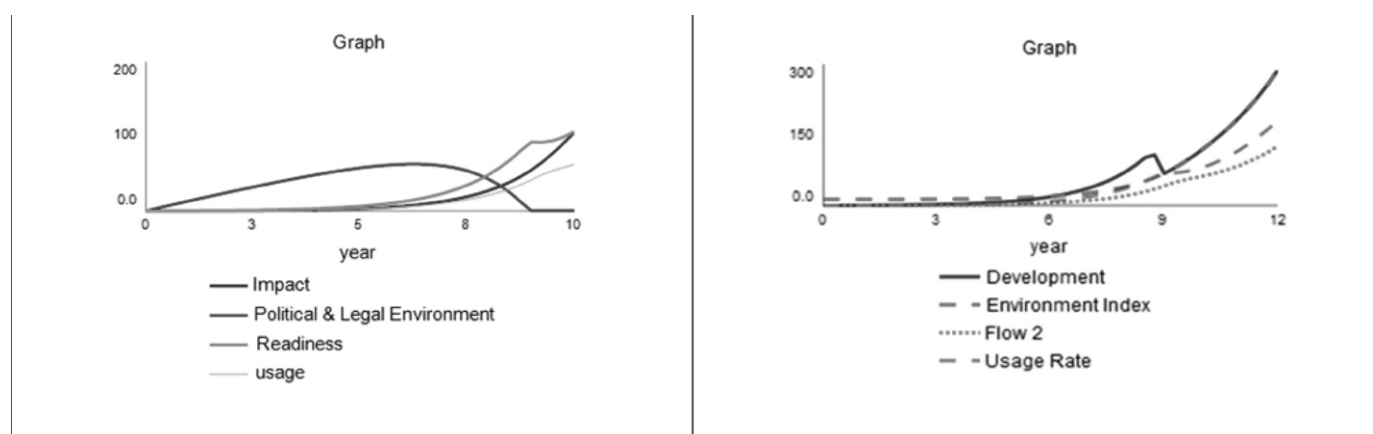 Graph
200
100
0.0
0 3 5 8 10
year
Impact
Political & Legal Environment
Readiness
usage
Graph
300
150
0.0
0 3 6 9 12
year
Development
Environment Index
Flow 2
Usage Rate